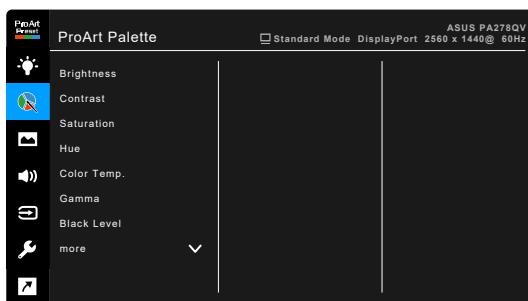 ProArt
Preset
ProArt Palette
ASUS PA278QV
Standard Mode DisplayPort 2560 x 1440@ 60Hz
Brightness
Contrast
Saturation
Hue
Color Temp.
Gamma
Black Level
more